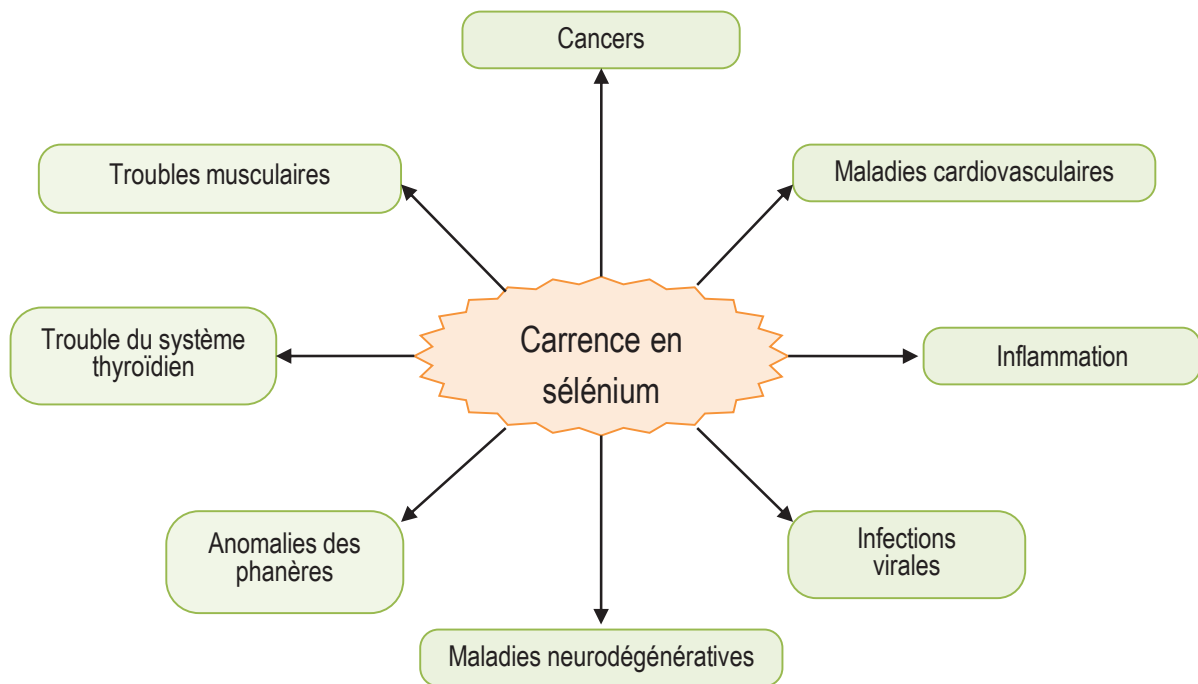 Cancers
Troubles musculaires
Maladies cardiovasculaires
Trouble du système
thyroïdien
Carrence en
sélénium
Inflammation
Anomalies des
phanères
Infections
virales
Maladies neurodégénératives